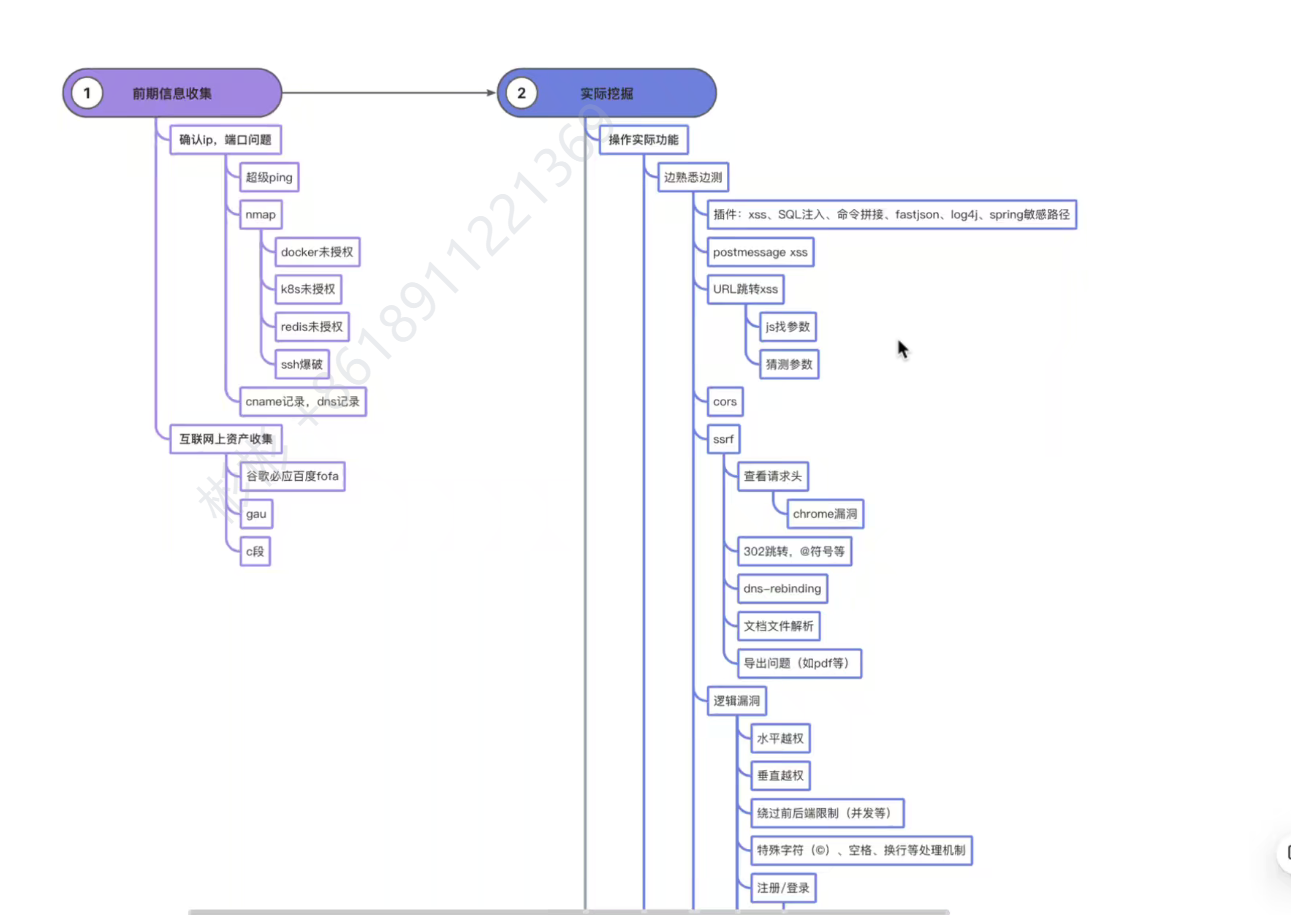 1
前期信息收集
确认ip，端口问题
超级ping
nmap
docker未授权
k8s未授权
redis未授权
ssh爆破
cname记录，dns记录
互联网上资产收集
谷歌必应百度fofa
gau
c段
2
实际挖掘
操作实际功能
边熟悉边测
插件：xss、SQL注入、命令拼接、fastjson、log4j、spring敏感路径
postmessage xss
URL跳转xss
js找参数
猜测参数
cors
ssrf
查看请求头
chrome漏洞
302跳转，@符号等
dns-rebinding
文档文件解析
导出问题（如pdf等）
逻辑漏洞
水平越权
垂直越权
绕过前后端限制（并发等）
特殊字符（©）、空格、换行等处理机制
注册/登录
彬彬 +8618911221369